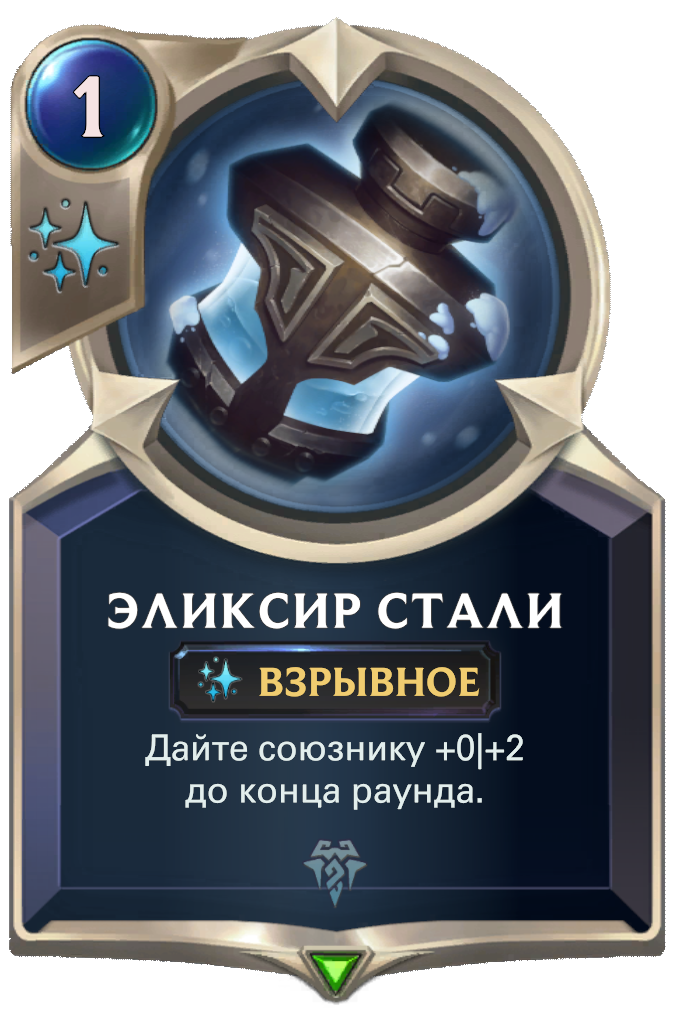 1
ЭЛИКСИР СТАЛИ
ВЗРЫВНОЕ
Дайте союзнику +0|+2
до конца раунда.